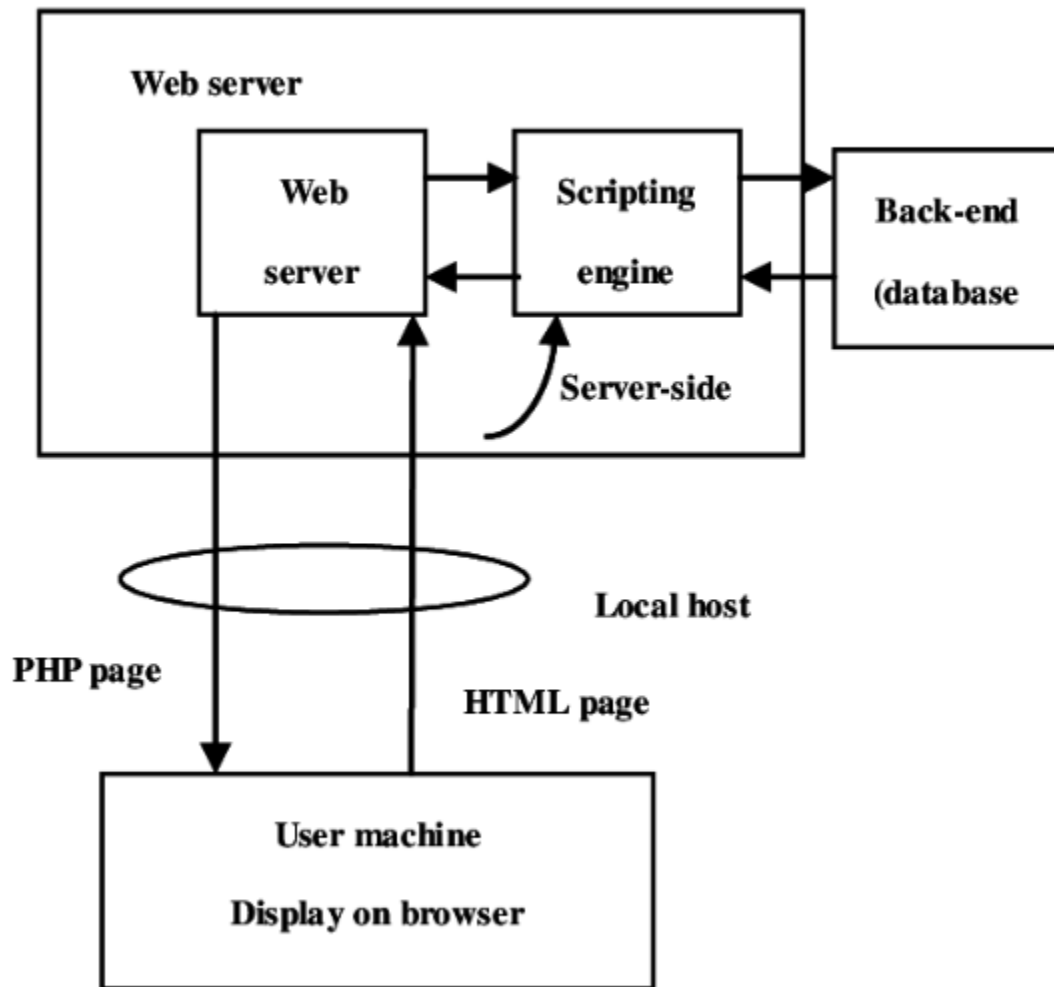 Web server
Web
server
Scripting
engine
Back-end
(database
Server-side
Local host
PHP page
HTML page
User machine
Display on browser